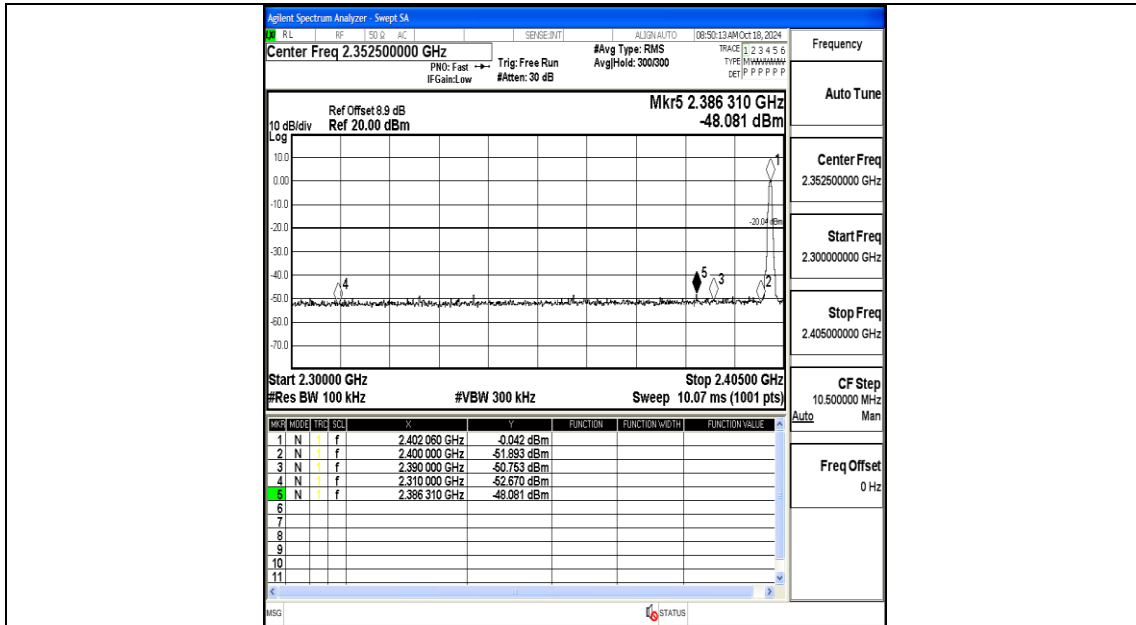 Agilent Spectrum Analyzer - Swept SA
RL RF 50 Ω AC SENSE:INT ALIGN AUTO 08:50:13 AM Oct 18, 2024
Center Freq 2.352500000 GHz
PNO: Fast
IFGain:Low
Trig: Free Run
#Atten: 30 dB
#Avg Type: RMS
Avg|Hold: 300/300
TRACE 1 2 3 4 5 6
TYPE MWWWWW
DET P P P P P P
Mkr5 2.386 310 GHz
-48.081 dBm
Ref Offset 8.9 dB
10 dB/div Ref 20.00 dBm
Log
10.0
0.00
-10.0
-20.0
-30.0
-40.0
-50.0
-60.0
-70.0
1
-20.04 dBm
4
5
3
2
Start 2.30000 GHz Stop 2.40500 GHz
#Res BW 100 kHz #VBW 300 kHz Sweep 10.07 ms (1001 pts)
MKR MODE TRC SCL X Y FUNCTION FUNCTION WIDTH FUNCTION VALUE
1 N 1 f 2.402 060 GHz -0.042 dBm
2 N 1 f 2.400 000 GHz -51.893 dBm
3 N 1 f 2.390 000 GHz -50.753 dBm
4 N 1 f 2.310 000 GHz -52.670 dBm
5 N 1 f 2.386 310 GHz -48.081 dBm
6
7
8
9
10
11
MSG STATUS
Frequency
Auto Tune
Center Freq
2.352500000 GHz
Start Freq
2.300000000 GHz
Stop Freq
2.405000000 GHz
CF Step
10.500000 MHz
Auto Man
Freq Offset
0 Hz